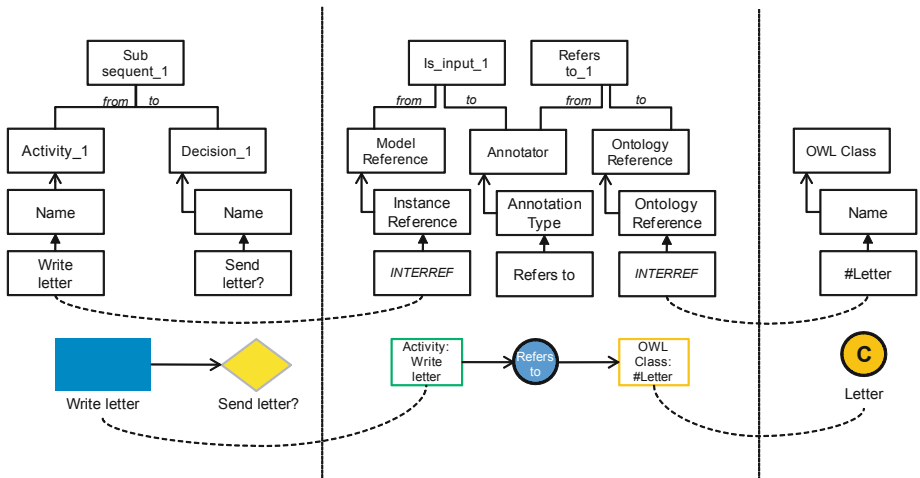 Sub
sequent_1
from to
Activity_1
Decision_1
Name
Name
Write
letter
Send
letter?
Write letter
Send letter?
Is_input_1
Refers
to_1
from to
from to
Model
Reference
Annotator
Ontology
Reference
Instance
Reference
Annotation
Type
Ontology
Reference
INTERREF
Refers to
INTERREF
Activity:
Write
letter
Refers
to
OWL
Class:
#Letter
OWL Class
Name
#Letter
C
Letter